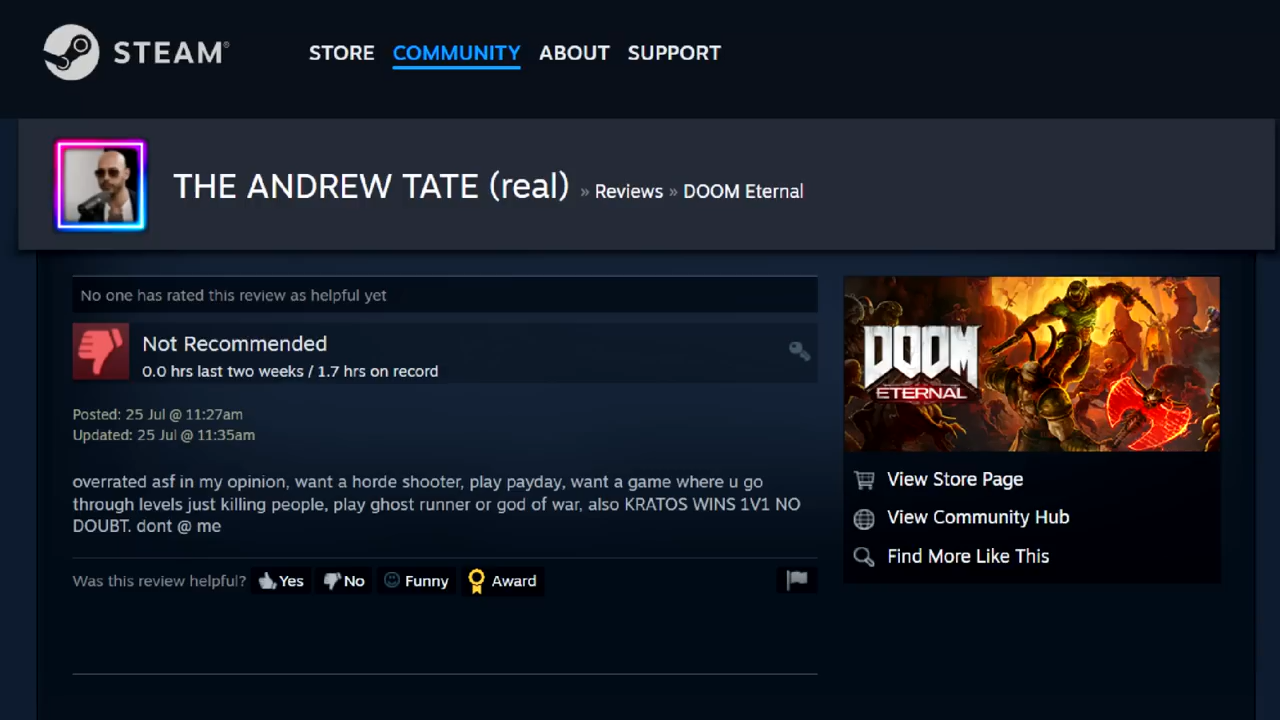 STEAM®
STORE COMMUNITY ABOUT SUPPORT
THE ANDREW TATE (real) » Reviews » DOOM Eternal
No one has rated this review as helpful yet
Not Recommended
0.0 hrs last two weeks / 1.7 hrs on record
Posted: 25 Jul @ 11:27am
Updated: 25 Jul @ 11:35am
overrated asf in my opinion, want a horde shooter, play payday, want a game where u go
through levels just killing people, play ghost runner or god of war, also KRATOS WINS 1V1 NO
DOUBT. dont @ me
Was this review helpful? Yes No Funny Award
DOOM
ETERNAL
View Store Page
View Community Hub
Find More Like This